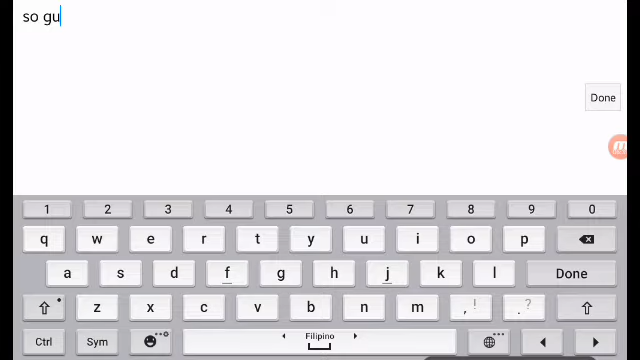 so gu
Done
1 2 3 4 5 6 7 8 9 0
q w e r t y u i o p
a s d f g h j k l Done
z x c v b n m , ! . ?
Ctrl Sym Filipino